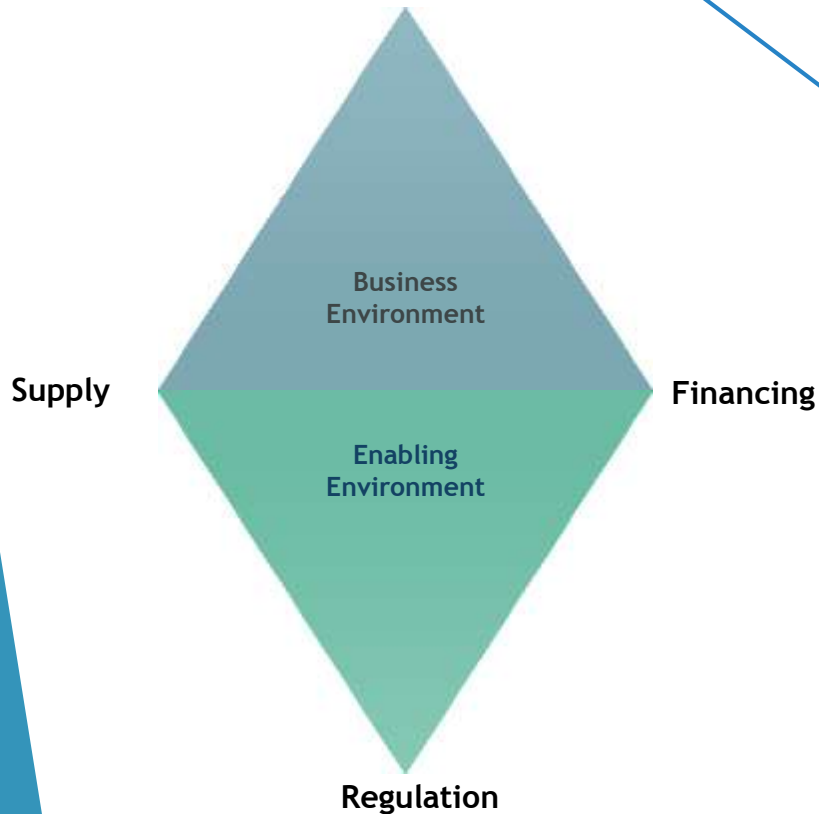 Business
Environment
Supply
Financing
Enabling
Environment
Regulation